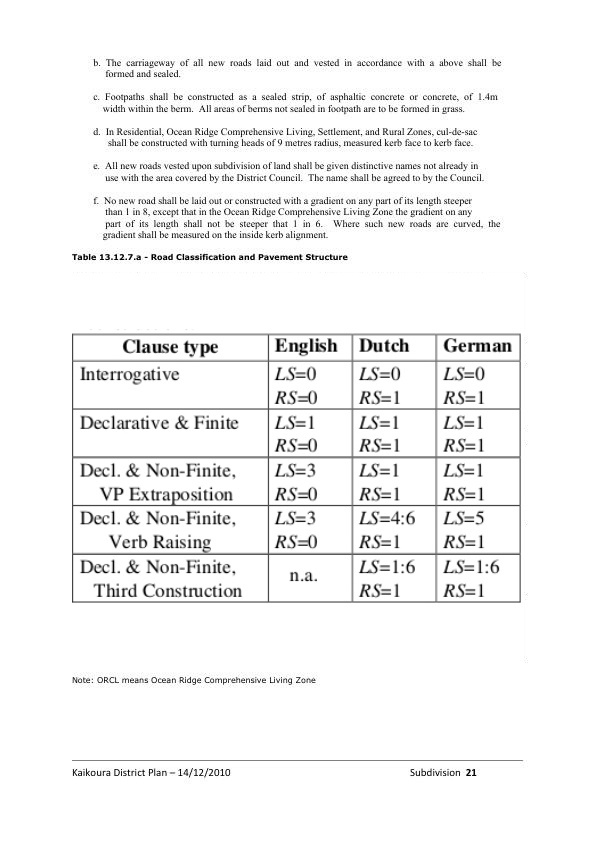 b. The carriageway of all new roads laid out and vested in accordance with a above shall be
formed and sealed.
c. Footpaths shall be constructed as a sealed strip, of asphaltic concrete or concrete, of 1.4m
width within the berm. All areas of berms not sealed in footpath are to be formed in grass.
d. In Residential, Ocean Ridge Comprehensive Living, Settlement, and Rural Zones, cul-de-sac
shall be constructed with turning heads of 9 metres radius, measured kerb face to kerb face.
e. All new roads vested upon subdivision of land shall be given distinctive names not already in
use with the area covered by the District Council. The name shall be agreed to by the Council.
f. No new road shall be laid out or constructed with a gradient on any part of its length steeper
than 1 in 8, except that in the Ocean Ridge Comprehensive Living Zone the gradient on any
part of its length shall not be steeper that 1 in 6. Where such new roads are curved, the
gradient shall be measured on the inside kerb alignment.
Table 13.12.7.a - Road Classification and Pavement Structure
Clause type English Dutch German
Interrogative LS=0 LS=0 LS=0
RS=0 RS=1 RS=1
Declarative & Finite LS=1 LS=1 LS=1
RS=0 RS=1 RS=1
Decl. & Non-Finite, LS=3 LS=1 LS=1
VP Extraposition RS=0 RS=1 RS=1
Decl. & Non-Finite, LS=3 LS=4:6 LS=5
Verb Raising RS=0 RS=1 RS=1
Decl. & Non-Finite, n.a. LS=1:6 LS=1:6
Third Construction RS=1 RS=1
Note: ORCL means Ocean Ridge Comprehensive Living Zone
Kaikoura District Plan – 14/12/2010 Subdivision 21